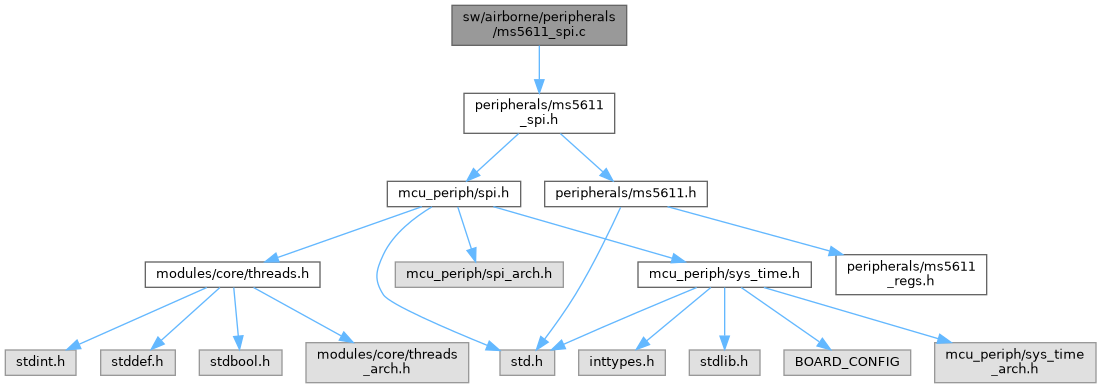 sw/airborne/peripherals
/ms5611_spi.c
peripherals/ms5611
_spi.h
mcu_periph/spi.h
peripherals/ms5611.h
modules/core/threads.h
mcu_periph/spi_arch.h
mcu_periph/sys_time.h
peripherals/ms5611
_regs.h
stdint.h
stddef.h
stdbool.h
modules/core/threads
_arch.h
std.h
inttypes.h
stdlib.h
BOARD_CONFIG
mcu_periph/sys_time
_arch.h